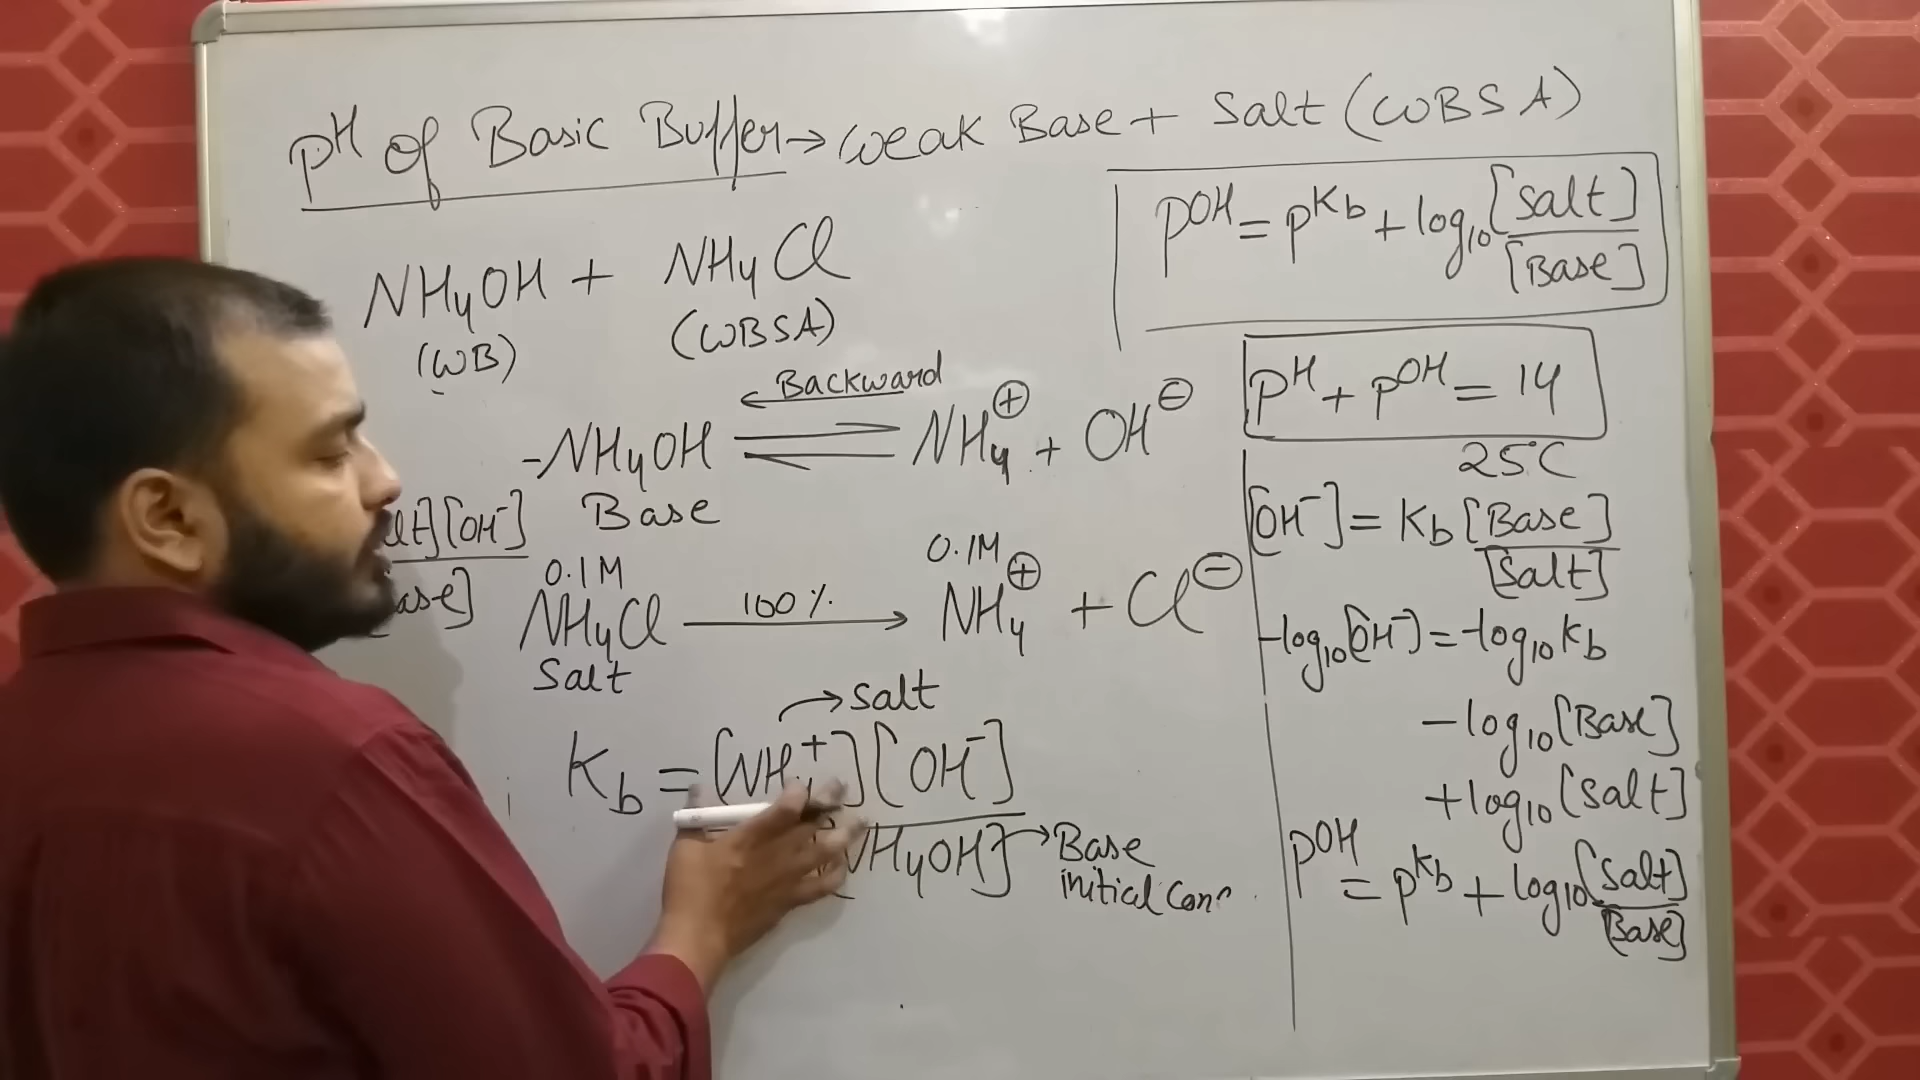 pH of Basic Buffer → weak Base + Salt (WBSA)
NH4OH + NH4Cl
(WB) (WBSA)
pOH = pKb + log10 [Salt]
[Base]
pH + pOH = 14
25C
← Backward
NH4OH ⇌ NH4⊕ + OH⊖
Base
][OH-]
0.1M 0.1M
NH4Cl 100% → NH4⊕ + Cl⊖
Salt
→ Salt
Kb = [NH4+][OH-]
NH4OH] → Base
initial
[OH-] = Kb [Base]
[Salt]
-log10[OH-] = -log10 Kb
-log10[Base]
+log10[Salt]
pOH
= pKb + log10 [Salt]
[Base]